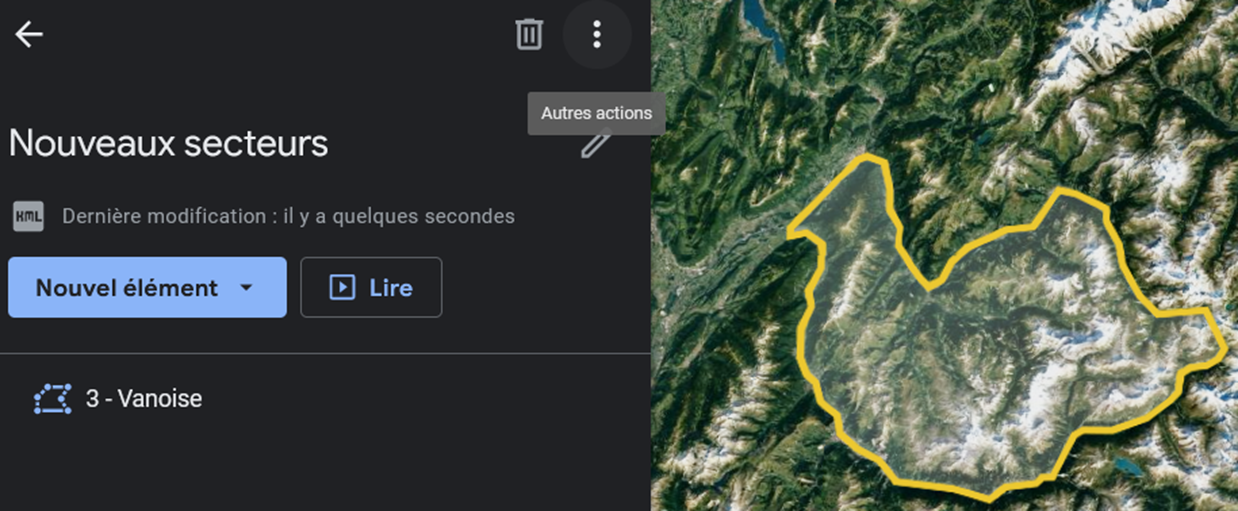 Autres actions
Nouveaux secteurs
KML
Dernière modification : il y a quelques secondes
Nouvel élément
Lire
3 - Vanoise